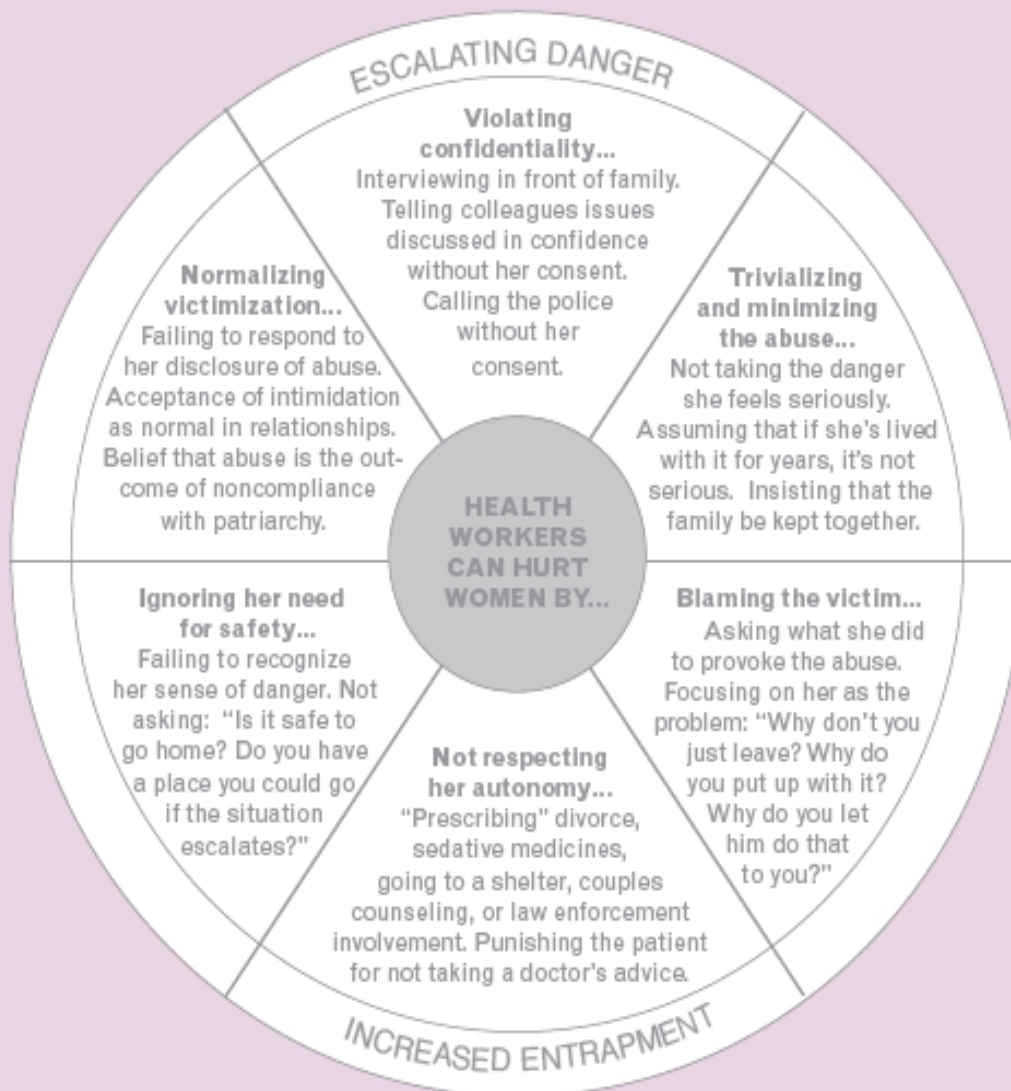 ESCALATING DANGER
Violating
confidentiality...
Interviewing in front of family.
Telling colleagues issues
discussed in confidence
without her consent.
Calling the police
without her
consent.
Trivializing
and minimizing
the abuse...
Not taking the danger
she feels seriously.
Assuming that if she's lived
with it for years, it's not
serious. Insisting that the
family be kept together.
Blaming the victim...
Asking what she did
to provoke the abuse.
Focusing on her as the
problem: “Why don't you
just leave? Why do
you put up with it?
Why do you let
him do that
to you?”
Not respecting
her autonomy...
“Prescribing” divorce,
sedative medicines,
going to a shelter, couples
counseling, or law enforcement
involvement. Punishing the patient
for not taking a doctor's advice.
Ignoring her need
for safety...
Failing to recognize
her sense of danger. Not
asking: “Is it safe to
go home? Do you have
a place you could go
if the situation
escalates?”
Normalizing
victimization...
Failing to respond to
her disclosure of abuse.
Acceptance of intimidation
as normal in relationships.
Belief that abuse is the out-
come of noncompliance
with patriarchy.
HEALTH
WORKERS
CAN HURT
WOMEN BY...
INCREASED ENTRAPMENT